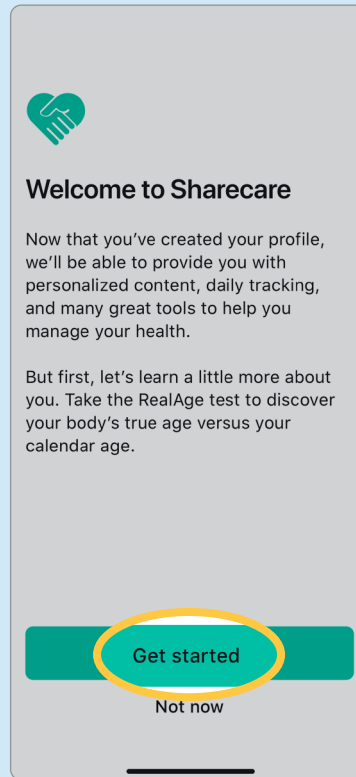 Welcome to Sharecare
Now that you’ve created your profile,
we’ll be able to provide you with
personalized content, daily tracking,
and many great tools to help you
manage your health.
But first, let’s learn a little more about
you. Take the RealAge test to discover
your body’s true age versus your
calendar age.
Get started
Not now